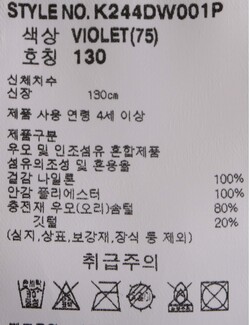 STYLE NO. K244DW001P
색상 VIOLET(75)
호칭 130
신체치수
신장 130cm
제품 사용 연령 4세 이상
제품구분
우모 및 인조섬유 혼합제품
섬유의조성 및 혼용율
겉감 나일론 100%
안감 폴리에스터 100%
충전재 우모(오리)솜털 80%
깃털 20%
(심지,상표,보강재,장식 등 제외)
취급주의